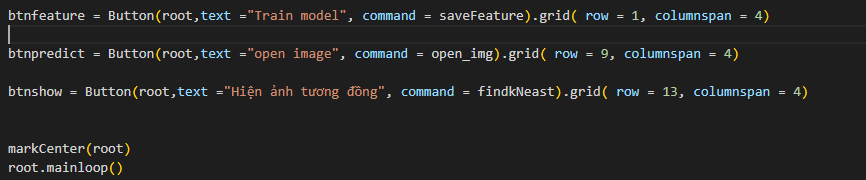 btnfeature = Button(root,text ="Train model", command = saveFeature).grid( row = 1, columnspan = 4)
btnpredict = Button(root,text ="open image", command = open_img).grid( row = 9, columnspan = 4)
btnshow = Button(root,text ="Hiện ảnh tương đồng", command = findkNeast).grid( row = 13, columnspan = 4)
markCenter(root)
root.mainloop()